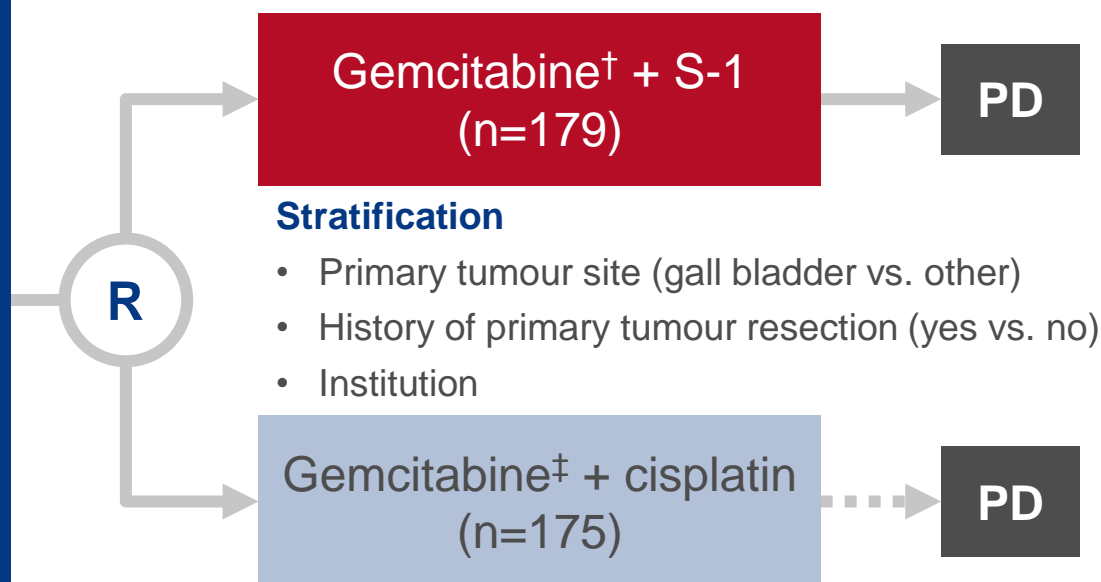 Gemcitabine† + S-1
(n=179)
PD
Stratification
• Primary tumour site (gall bladder vs. other)
• History of primary tumour resection (yes vs. no)
• Institution
R
Gemcitabine‡ + cisplatin
(n=175)
PD